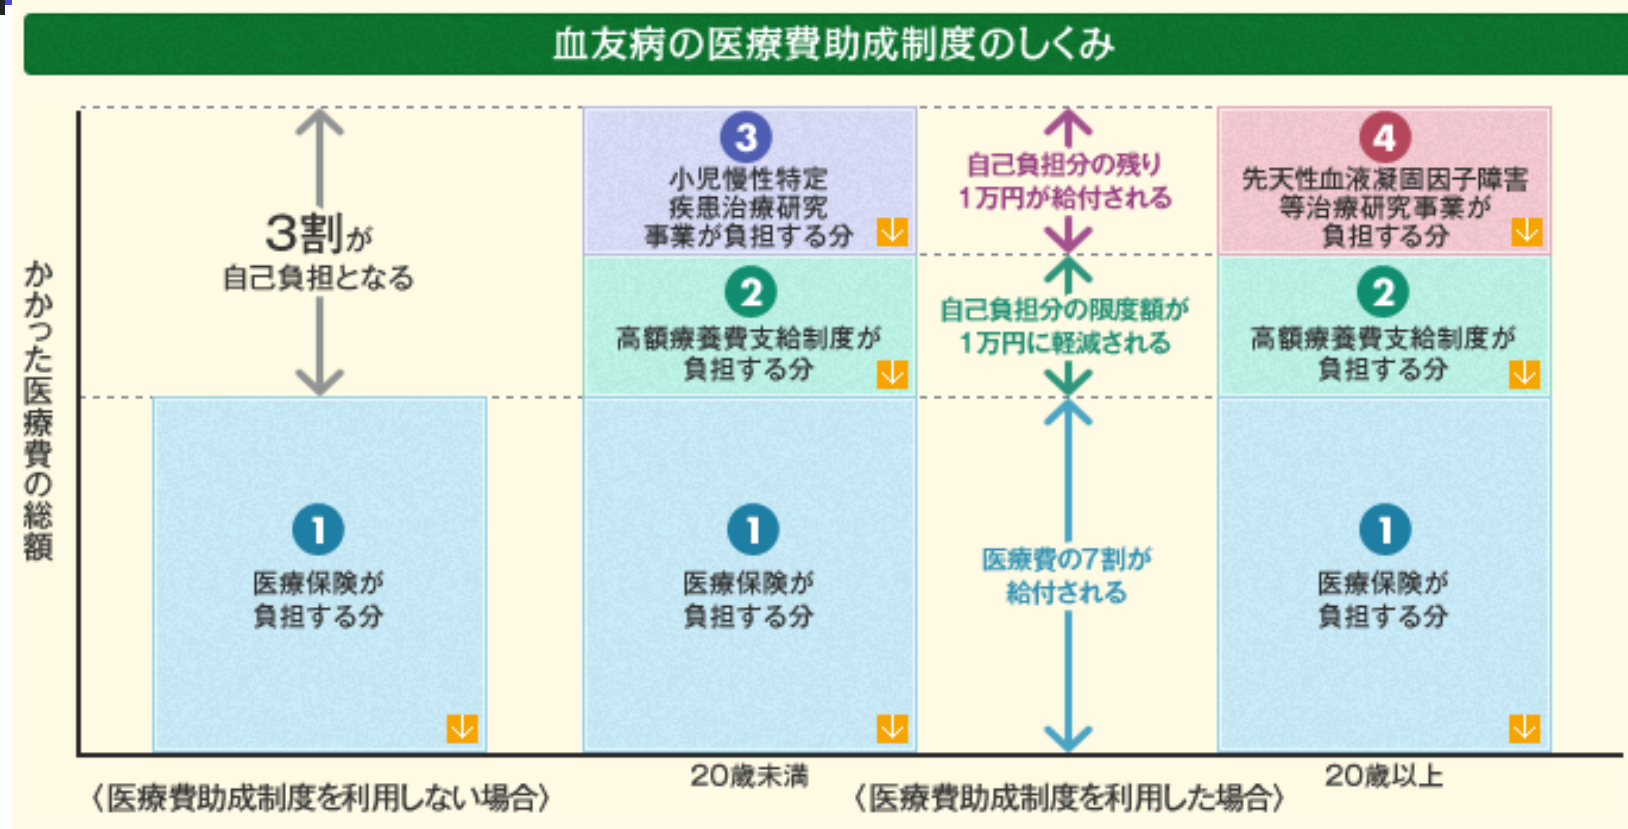 血友病の医療費助成制度のしくみ
かかった医療費の総額
3割が
自己負担となる
1
医療保険が
負担する分
〈医療費助成制度を利用しない場合〉
3
小児慢性特定
疾患治療研究
事業が負担する分
2
高額療養費支給制度が
負担する分
1
医療保険が
負担する分
20歳未満
自己負担分の残り
1万円が給付される
自己負担分の限度額が
1万円に軽減される
医療費の7割が
給付される
〈医療費助成制度を利用した場合〉
4
先天性血液凝固因子障害
等治療研究事業が
負担する分
2
高額療養費支給制度が
負担する分
1
医療保険が
負担する分
20歳以上